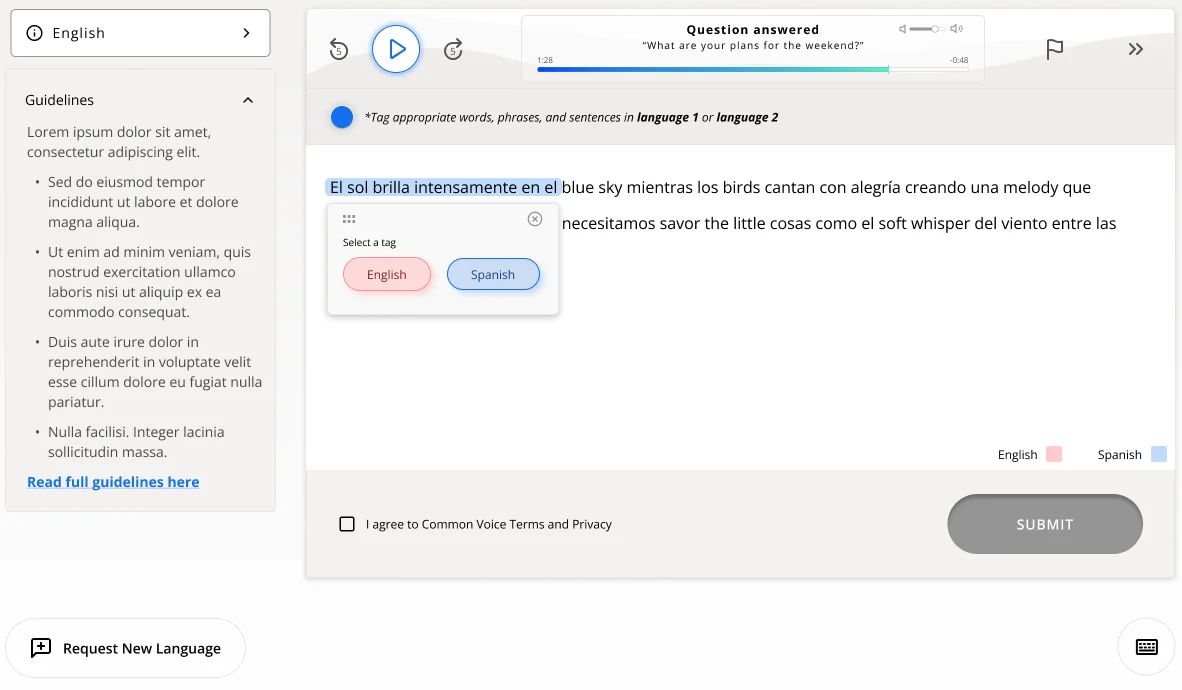 English
Guidelines
Lorem ipsum dolor sit amet,
consectetur adipiscing elit.
• Sed do eiusmod tempor
incididunt ut labore et dolore
magna aliqua.
• Ut enim ad minim veniam, quis
nostrud exercitation ullamco
laboris nisi ut aliquip ex ea
commodo consequat.
• Duis aute irure dolor in
reprehenderit in voluptate velit
esse cillum dolore eu fugiat nulla
pariatur.
• Nulla facilisi. Integer lacinia
sollicitudin massa.
Read full guidelines here
Request New Language
5
5
Question answered
“What are your plans for the weekend?”
1:28
-0:48
*Tag appropriate words, phrases, and sentences in language 1 or language 2
El sol brilla intensamente en el blue sky mientras los birds cantan con alegría creando una melody que
necesitamos savor the little cosas como el soft whisper del viento entre las
Select a tag
English
Spanish
English
Spanish
I agree to Common Voice Terms and Privacy
SUBMIT